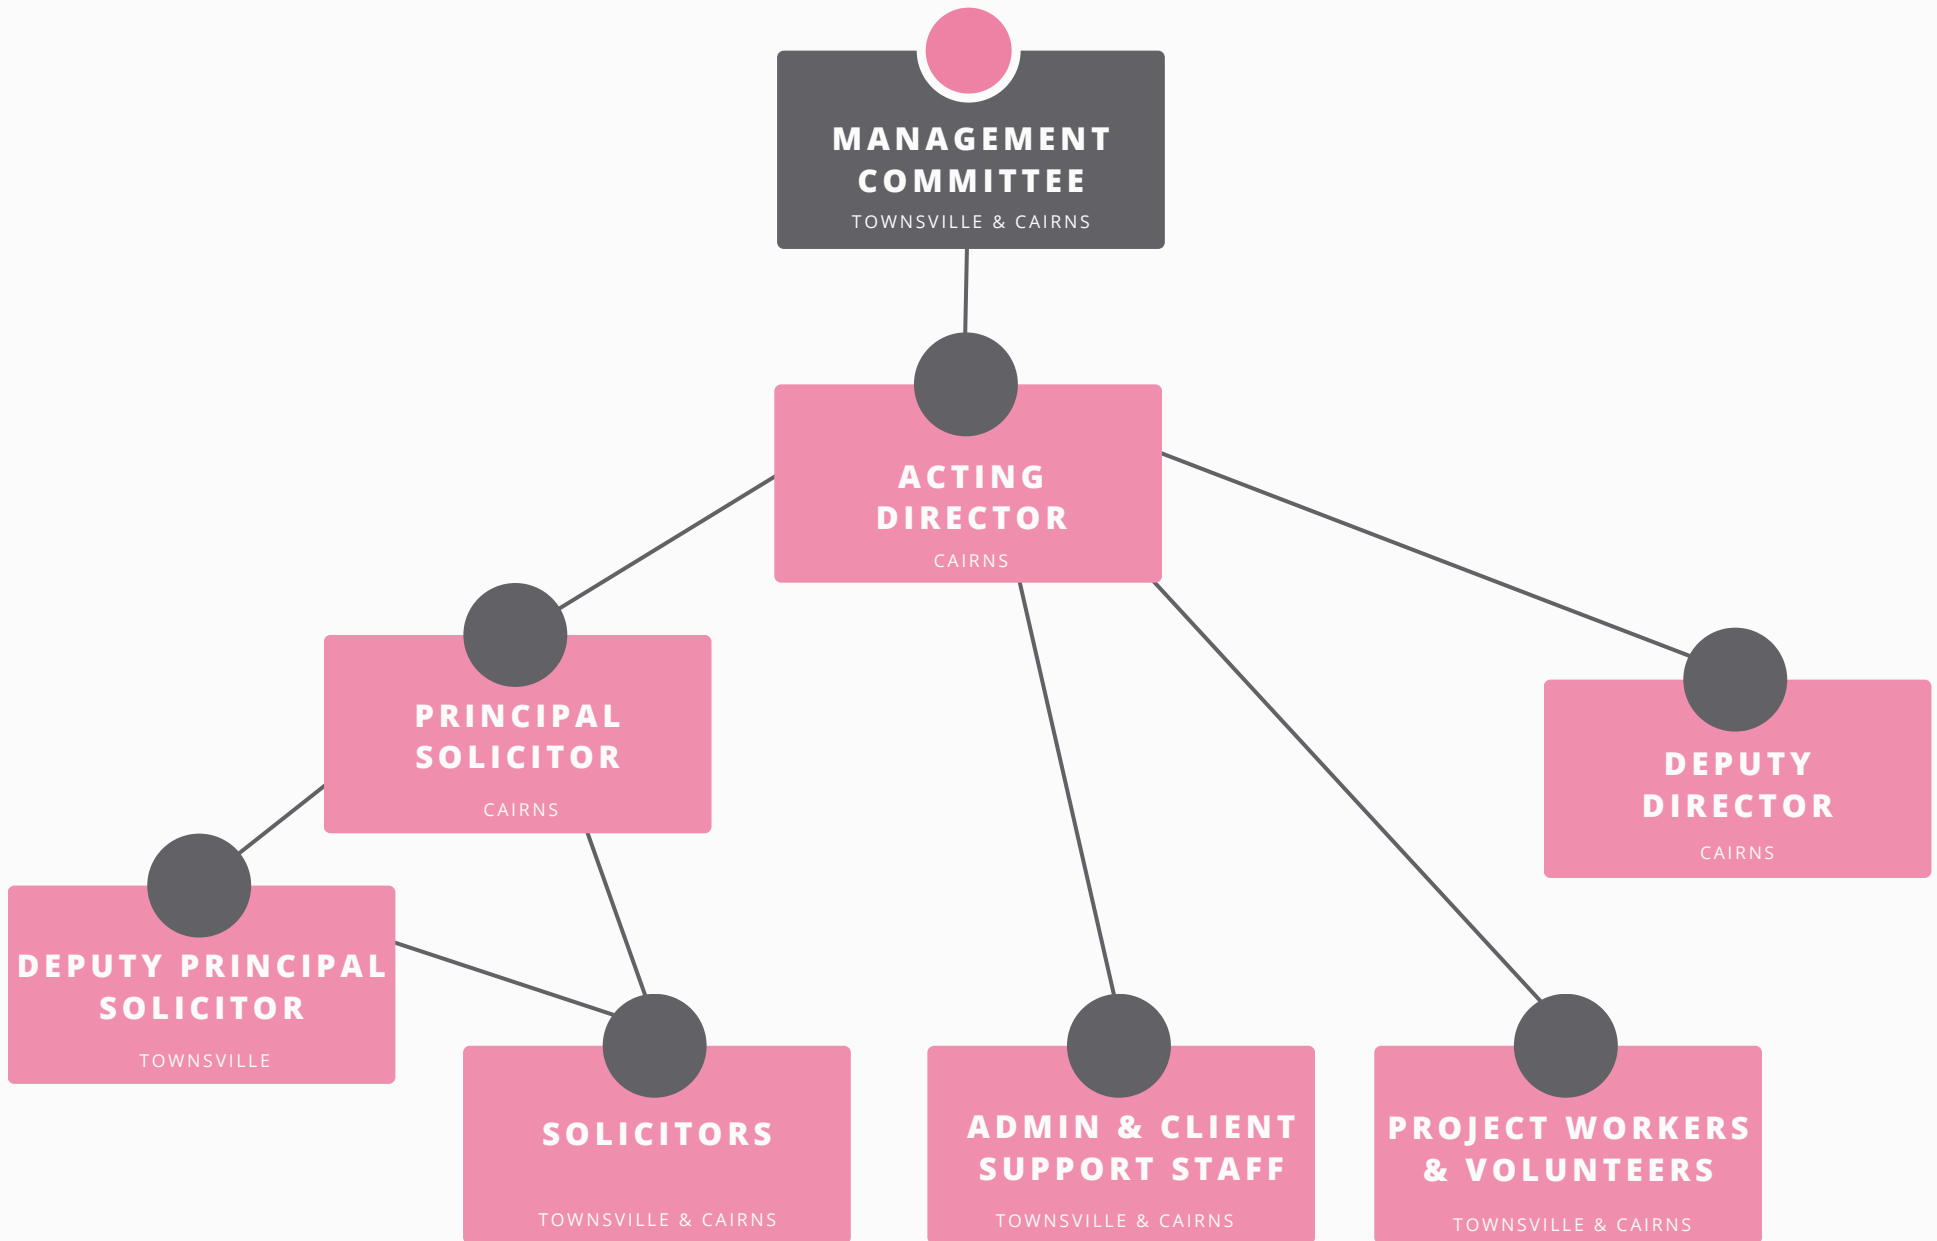 MANAGEMENT
COMMITTEE
TOWNSVILLE & CAIRNS
ACTING
DIRECTOR
CAIRNS
PRINCIPAL
SOLICITOR
CAIRNS
DEPUTY
DIRECTOR
CAIRNS
DEPUTY PRINCIPAL
SOLICITOR
TOWNSVILLE
SOLICITORS
TOWNSVILLE & CAIRNS
ADMIN & CLIENT
SUPPORT STAFF
TOWNSVILLE & CAIRNS
PROJECT WORKERS
& VOLUNTEERS
TOWNSVILLE & CAIRNS